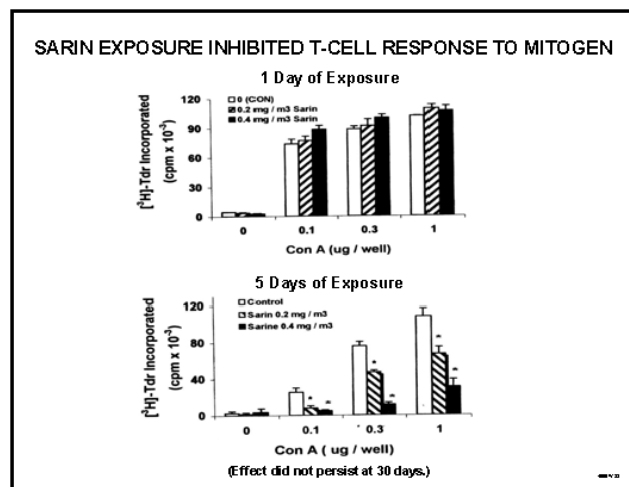 SARIN EXPOSURE INHIBITED T-CELL RESPONSE TO MITOGEN
1 Day of Exposure
[³H]-Tdr Incorporated
(cpm x 10⁻³)
120
90
60
30
0
0 (CON)
0.2 mg / m3 Sarin
0.4 mg / m3 Sarin
0 0.1 0.3 1
Con A (ug / well)
5 Days of Exposure
[³H]-Tdr Incorporated
(cpm x 10⁻³)
120
80
40
0
Control
Sarin 0.2 mg / m3
Sarine 0.4 mg / m3
* * * * * *
0 0.1 0.3 1
Con A ( ug / well)
(Effect did not persist at 30 days.)